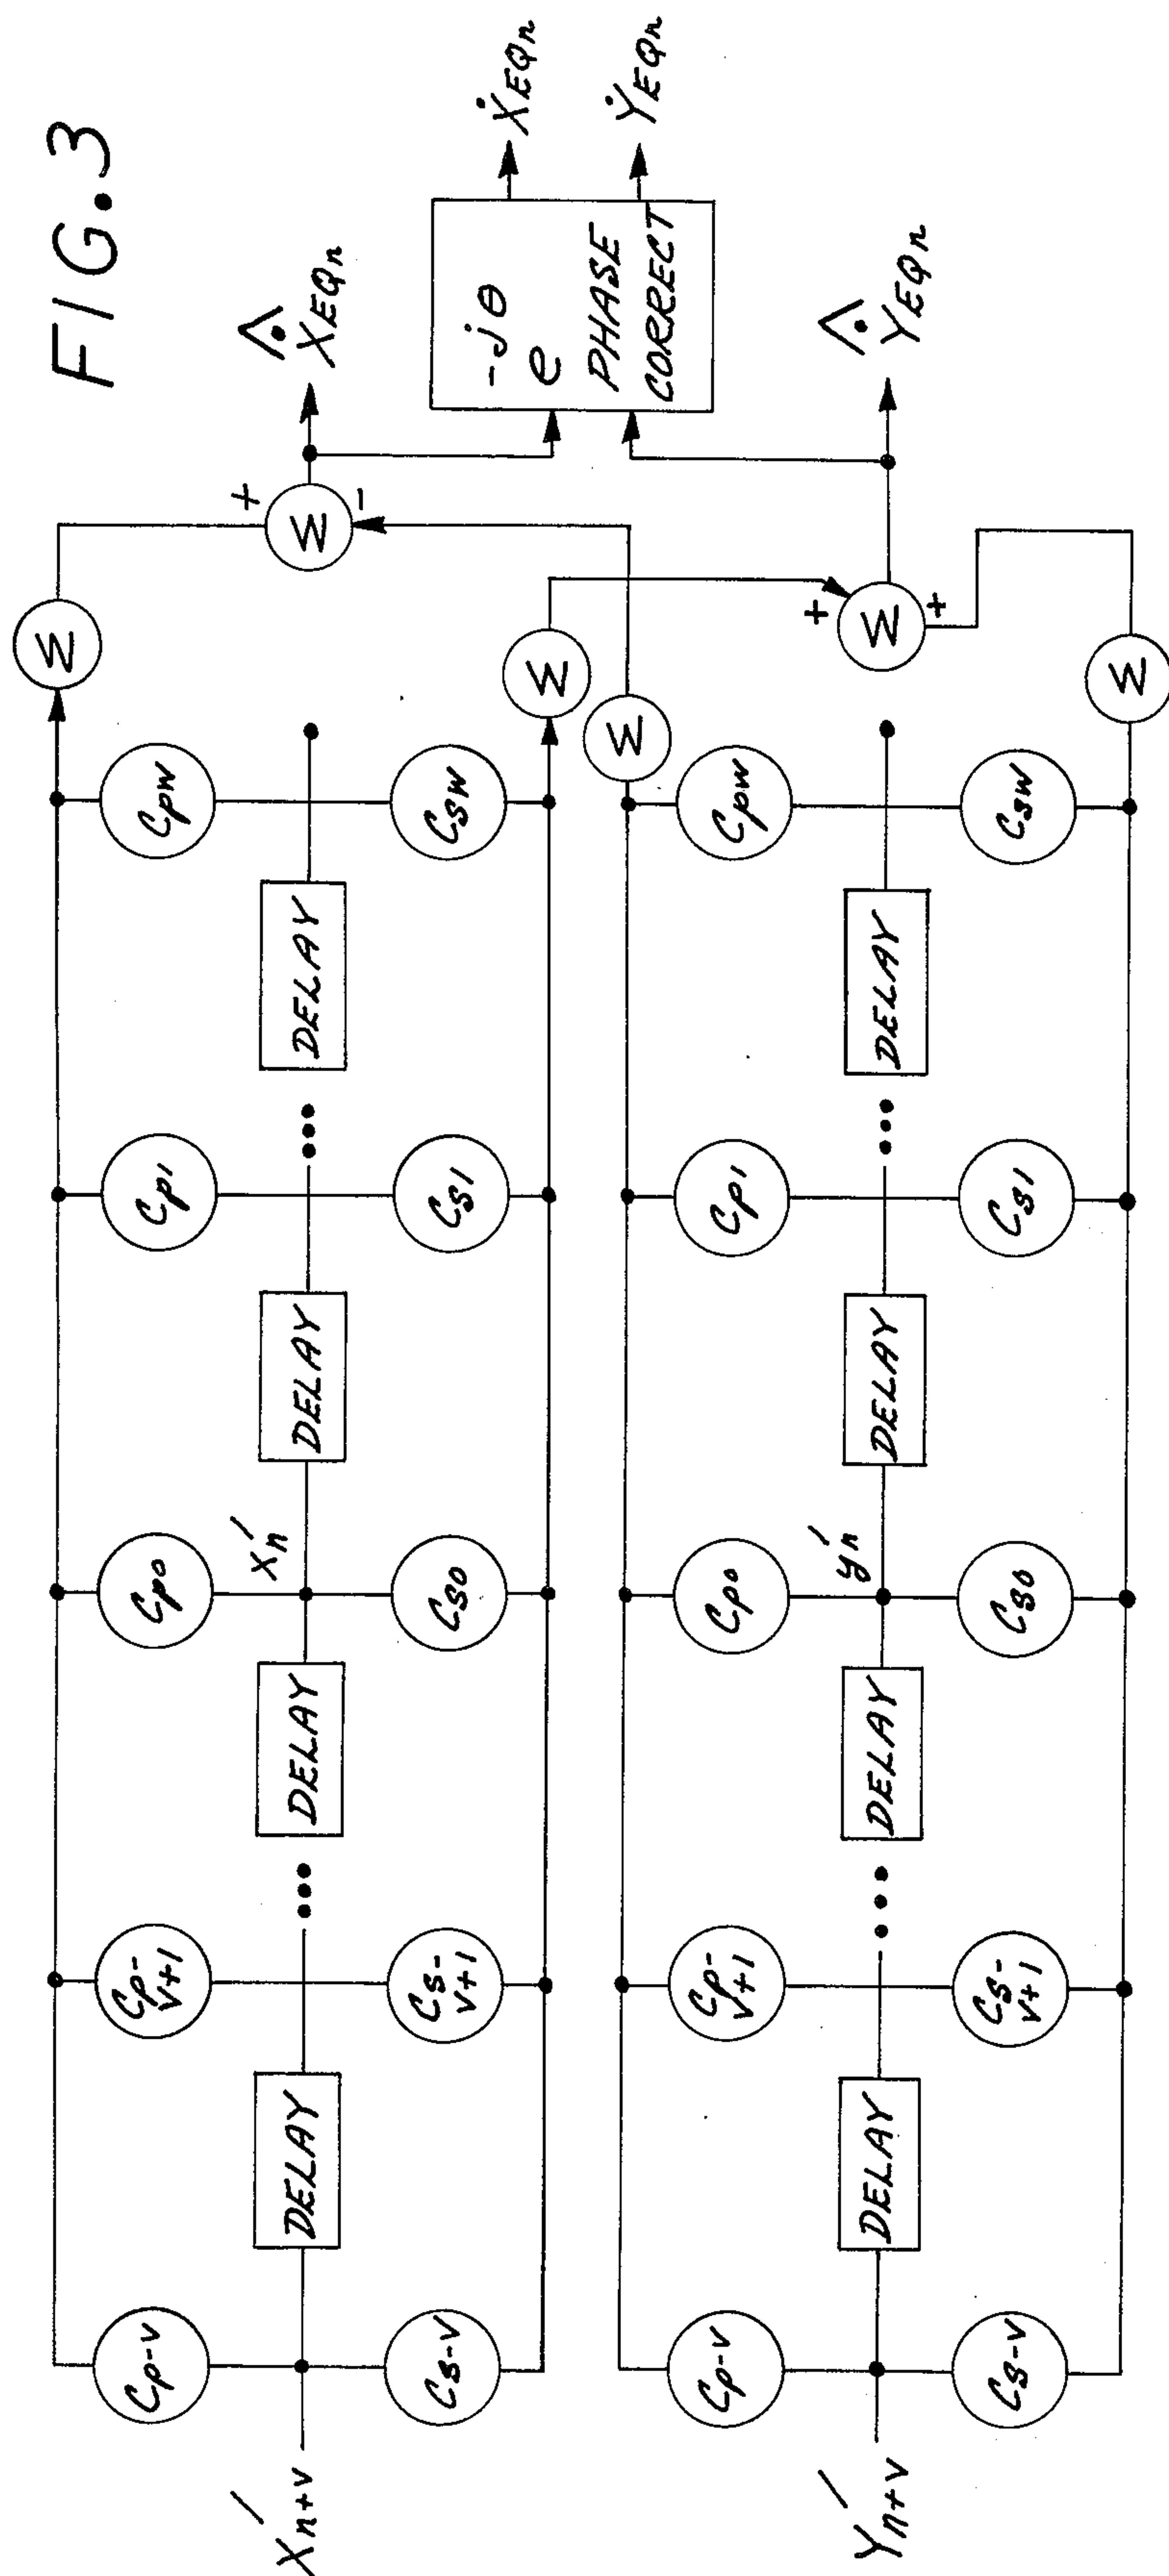 FIG.3
X'n+v
Cp-v
Cs-v
DELAY
Cp-v+1
Cs-v+1
DELAY
Cp0
X'n
Cs0
DELAY
Cp1
Cs1
DELAY
Cpw
Csw
Σ
Σ
+
Σ
-
X̂̇EQn
Y'n+v
Cp-v
Cs-v
DELAY
Cp-v+1
Cs-v+1
DELAY
Cp0
y'n
Cs0
DELAY
Cp1
Cs1
DELAY
Cpw
Csw
Σ
Σ
+
Σ
+
Ŷ̇EQn
e-jθ
PHASE
CORRECT
ẊEQn
ẎEQn